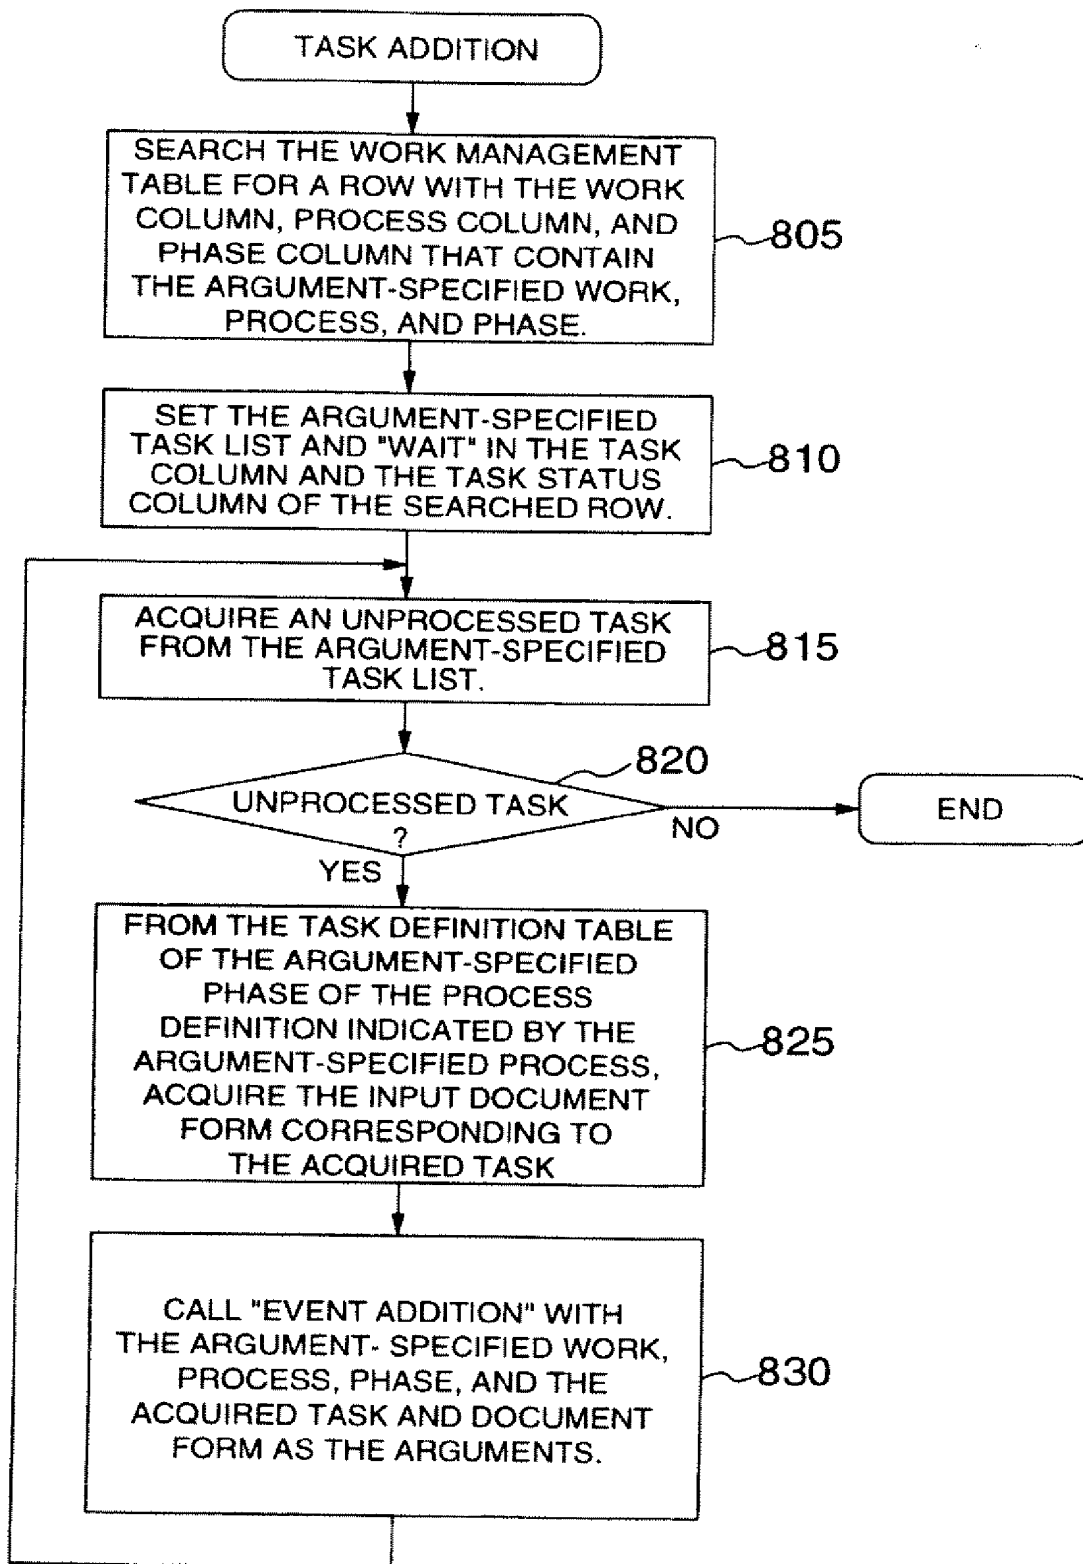 TASK ADDITION
SEARCH THE WORK MANAGEMENT
TABLE FOR A ROW WITH THE WORK
COLUMN, PROCESS COLUMN, AND
PHASE COLUMN THAT CONTAIN
THE ARGUMENT-SPECIFIED WORK,
PROCESS, AND PHASE.
805
SET THE ARGUMENT-SPECIFIED
TASK LIST AND "WAIT" IN THE TASK
COLUMN AND THE TASK STATUS
COLUMN OF THE SEARCHED ROW.
810
ACQUIRE AN UNPROCESSED TASK
FROM THE ARGUMENT-SPECIFIED
TASK LIST.
815
820
UNPROCESSED TASK
?
NO
END
YES
FROM THE TASK DEFINITION TABLE
OF THE ARGUMENT-SPECIFIED
PHASE OF THE PROCESS
DEFINITION INDICATED BY THE
ARGUMENT-SPECIFIED PROCESS,
ACQUIRE THE INPUT DOCUMENT
FORM CORRESPONDING TO
THE ACQUIRED TASK
825
CALL "EVENT ADDITION" WITH
THE ARGUMENT- SPECIFIED WORK,
PROCESS, PHASE, AND THE
ACQUIRED TASK AND DOCUMENT
FORM AS THE ARGUMENTS.
830